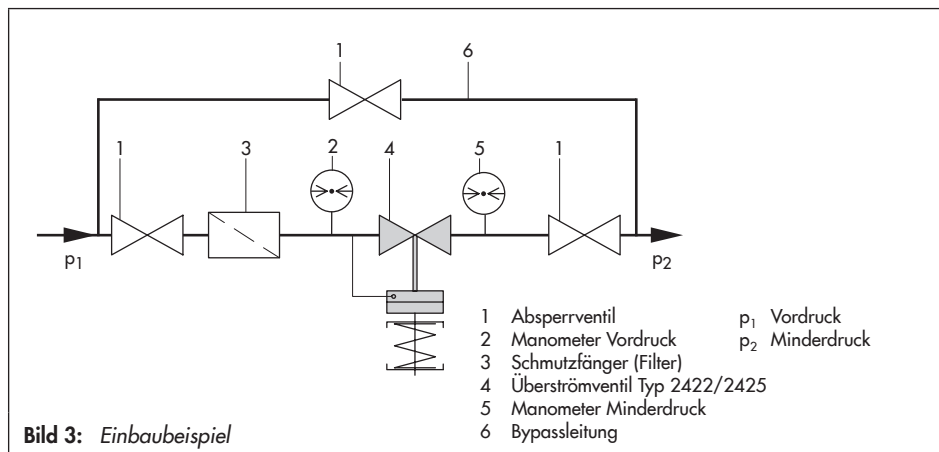 1 6
1 3 2 4 5 1
p1 p2
1 Absperrventil p1 Vordruck
2 Manometer Vordruck p2 Minderdruck
3 Schmutzfänger (Filter)
4 Überströmventil Typ 2422/2425
5 Manometer Minderdruck
6 Bypassleitung
Bild 3: Einbaubeispiel